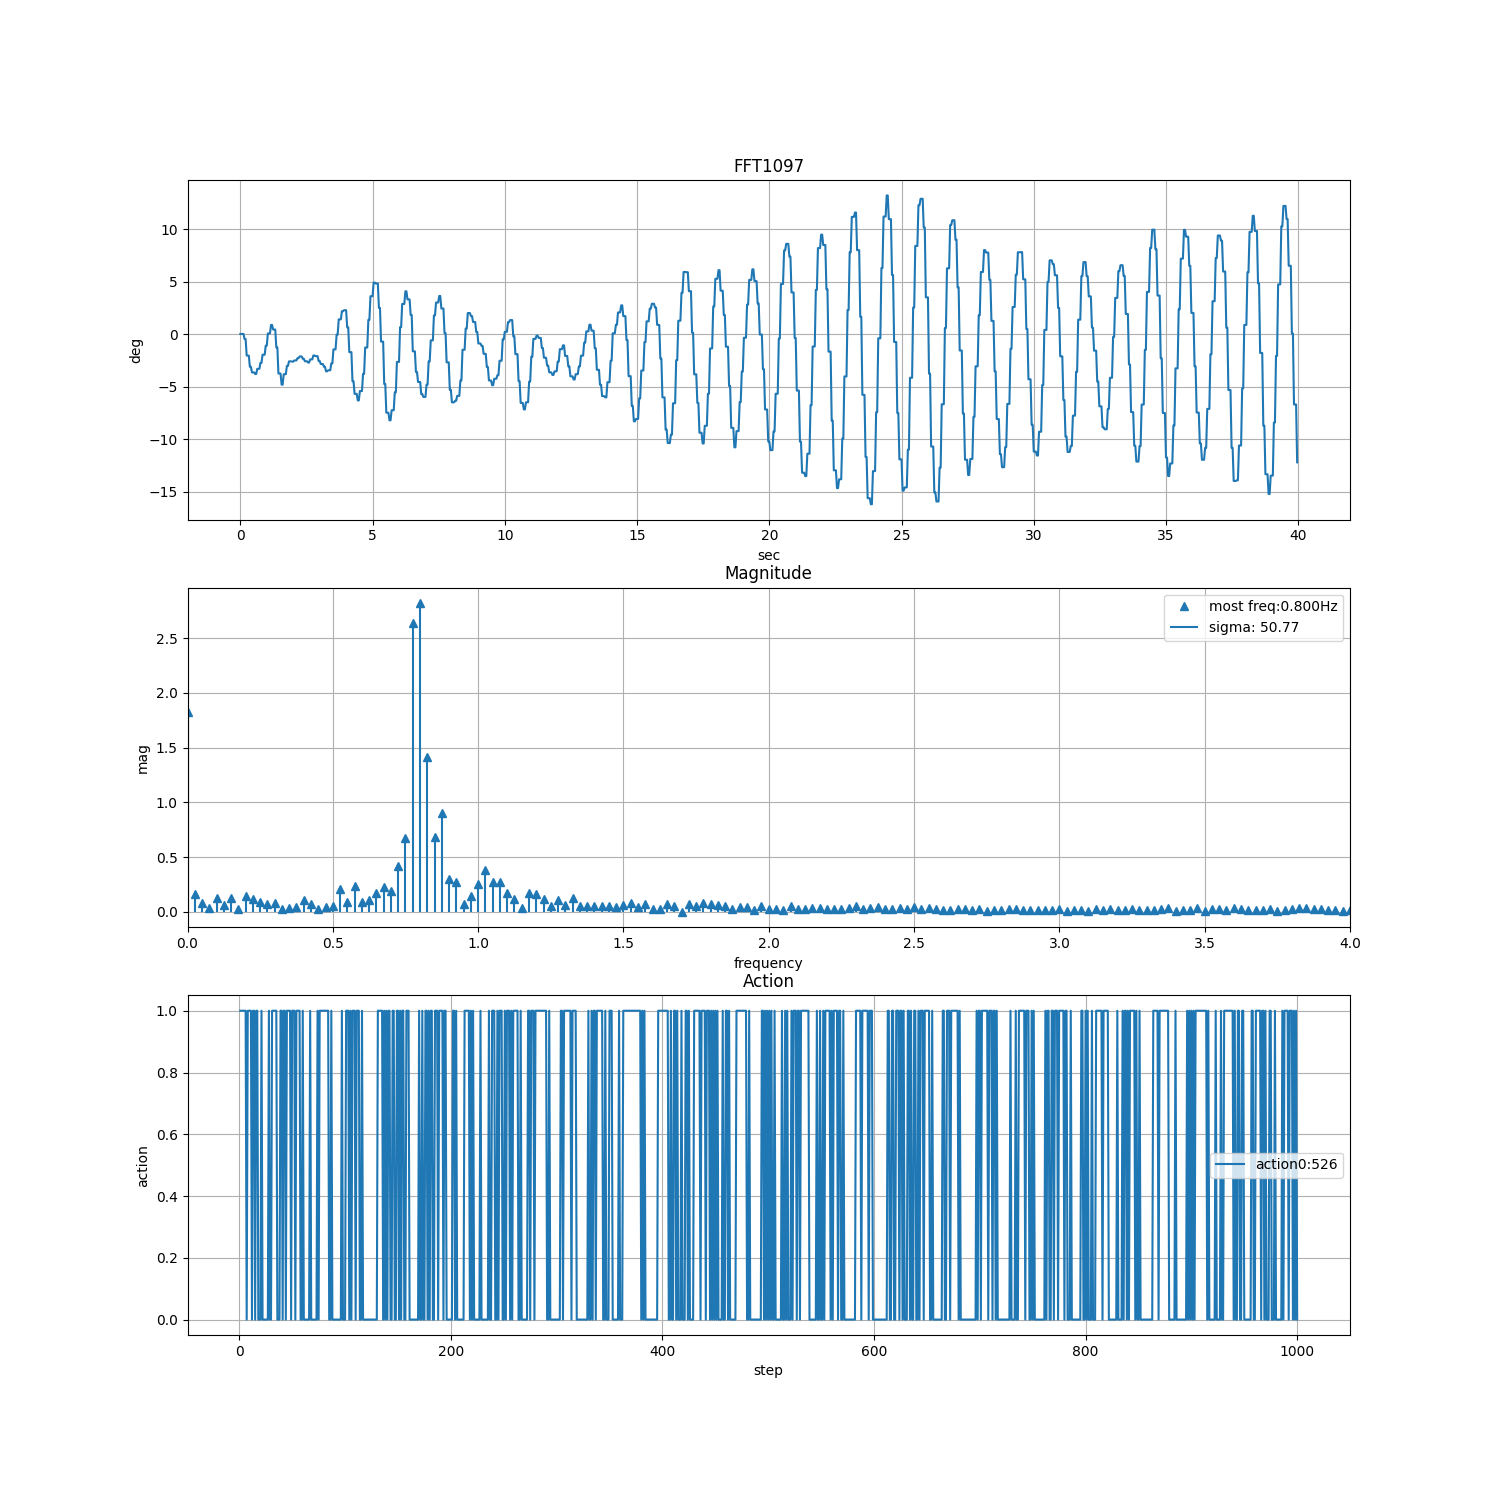 FFT1097
deg
10
5
0
−5
−10
−15
0 5 10 15 20 25 30 35 40
sec
Magnitude
mag
2.5
2.0
1.5
1.0
0.5
0.0
most freq:0.800Hz
sigma: 50.77
0.0 0.5 1.0 1.5 2.0 2.5 3.0 3.5 4.0
frequency
Action
action
1.0
0.8
0.6
0.4
0.2
0.0
action0:526
0 200 400 600 800 1000
step